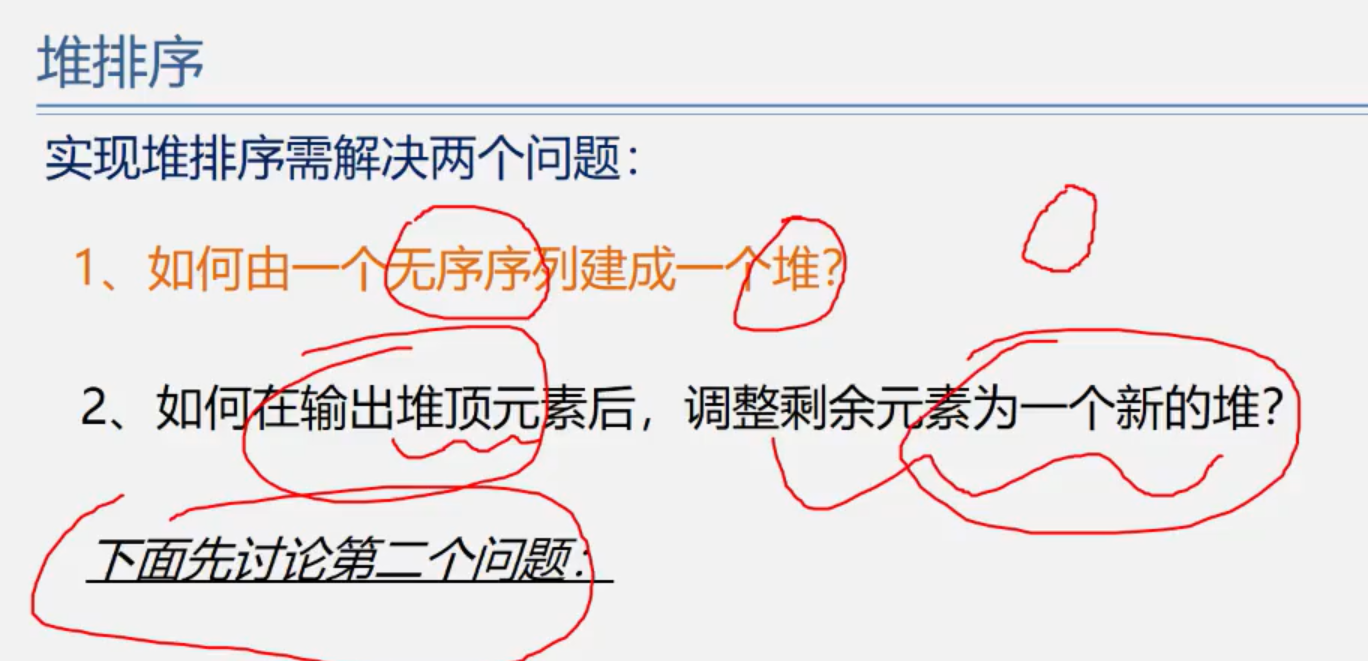 堆排序
实现堆排序需解决两个问题：
1、如何由一个无序序列建成一个堆？
2、如何在输出堆顶元素后，调整剩余元素为一个新的堆？
下面先讨论第二个问题：